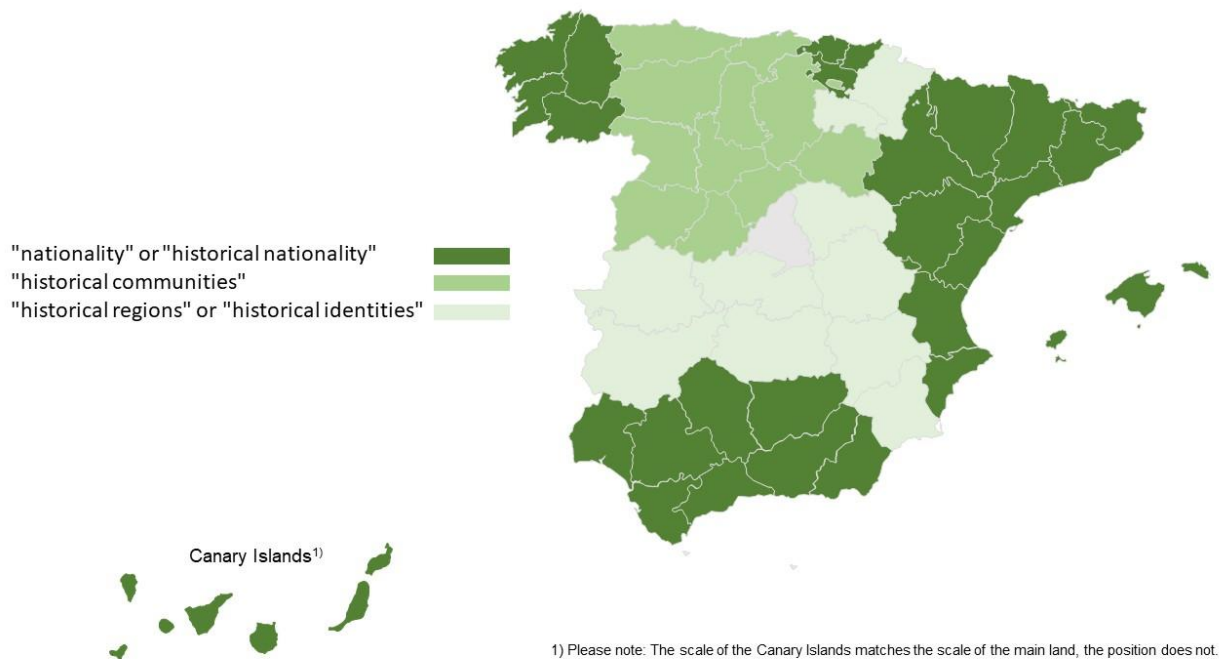 "nationality" or "historical nationality"
"historical communities"
"historical regions" or "historical identities"
Canary Islands1)
1) Please note: The scale of the Canary Islands matches the scale of the main land, the position does not.